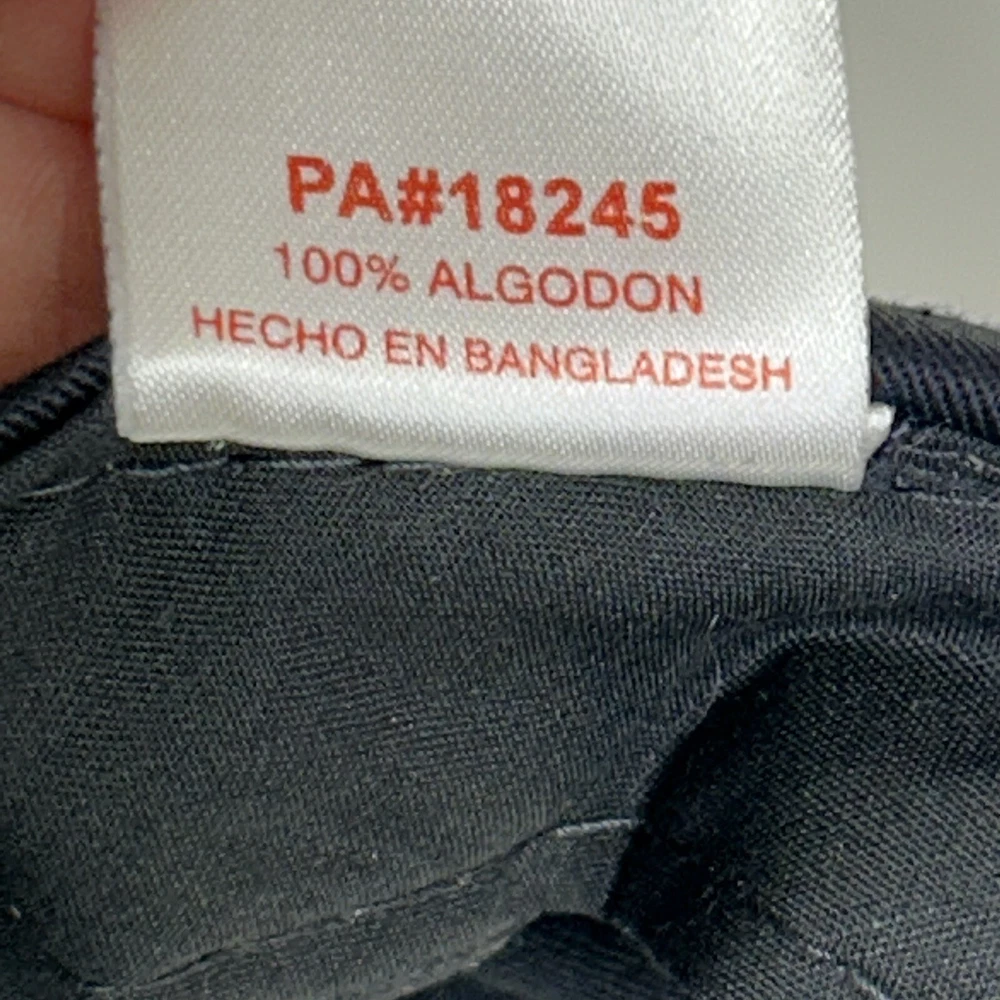 PA#18245
100% ALGODON
HECHO EN BANGLADESH